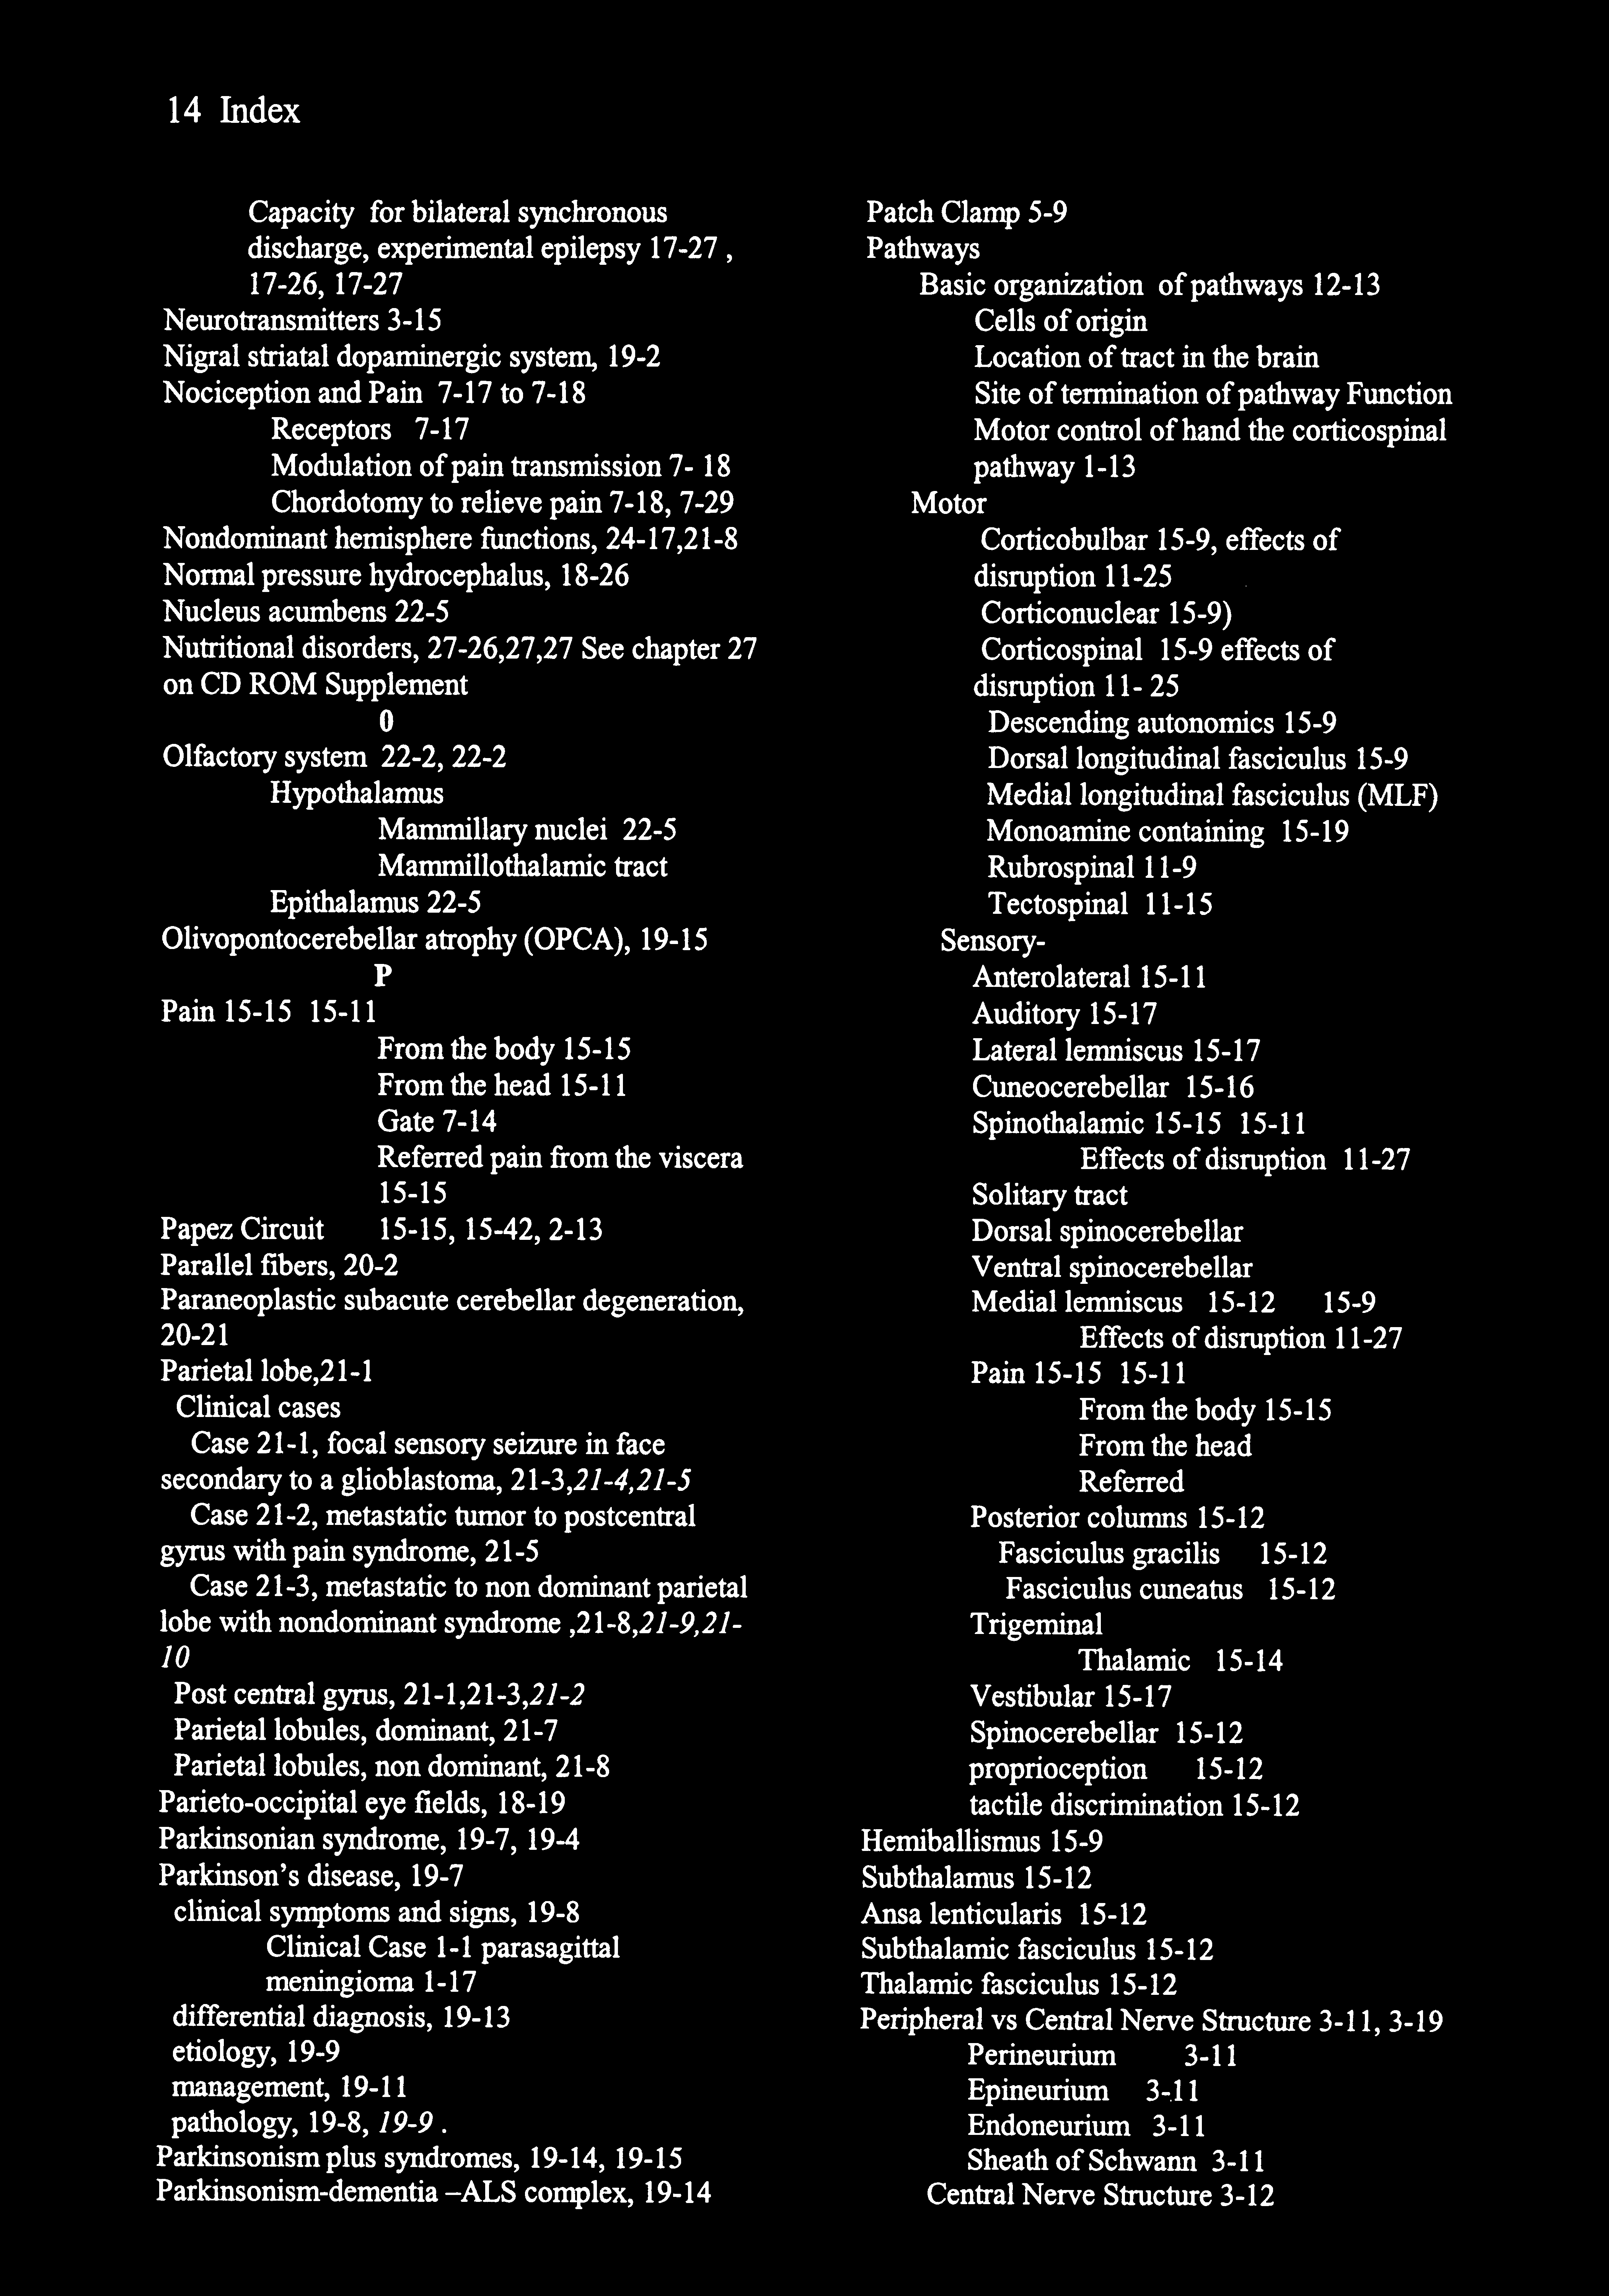 14 Index
Capacity for bilateral synchronous
discharge, experimental epilepsy 17-27 ,
17-26, 17-27
Neurotransmitters 3-15
Nigral striatal dopaminergic system, 19-2
Nociception and Pain 7-17 to 7-18
Receptors 7-17
Modulation of pain transmission 7- 18
Chordotomy to relieve pain 7-18, 7-29
Nondominant hemisphere functions, 24-17,21-8
Normal pressure hydrocephalus, 18-26
Nucleus acumbens 22-5
Nutritional disorders, 27-26,27,27 See chapter 27
on CD ROM Supplement
O
Olfactory system 22-2, 22-2
Hypothalamus
Mammillary nuclei 22-5
Mammillothalamic tract
Epithalamus 22-5
Olivopontocerebellar atrophy (OPCA), 19-15
P
Pain 15-15 15-11
From the body 15-15
From the head 15-11
Gate 7-14
Referred pain from the viscera
15-15
Papez Circuit 15-15, 15-42, 2-13
Parallel fibers, 20-2
Paraneoplastic subacute cerebellar degeneration,
20-21
Parietal lobe,21-1
Clinical cases
Case 21-1, focal sensory seizure in face
secondary to a glioblastoma, 21-3,21-4,21-5
Case 21-2, metastatic tumor to postcentral
gyrus with pain syndrome, 21-5
Case 21-3, metastatic to non dominant parietal
lobe with nondominant syndrome ,21-8,21-9,21-
10
Post central gyrus, 21-1,21-3,21-2
Parietal lobules, dominant, 21-7
Parietal lobules, non dominant, 21-8
Parieto-occipital eye fields, 18-19
Parkinsonian syndrome, 19-7, 19-4
Parkinson's disease, 19-7
clinical symptoms and signs, 19-8
Clinical Case 1-1 parasagittal
meningioma 1-17
differential diagnosis, 19-13
etiology, 19-9
management, 19-11
pathology, 19-8, 19-9 .
Parkinsonism plus syndromes, 19-14, 19-15
Parkinsonism-dementia –ALS complex, 19-14
Patch Clamp 5-9
Pathways
Basic organization of pathways 12-13
Cells of origin
Location of tract in the brain
Site of termination of pathway Function
Motor control of hand the corticospinal
pathway 1-13
Motor
Corticobulbar 15-9, effects of
disruption 11-25
Corticonuclear 15-9)
Corticospinal 15-9 effects of
disruption 11- 25
Descending autonomics 15-9
Dorsal longitudinal fasciculus 15-9
Medial longitudinal fasciculus (MLF)
Monoamine containing 15-19
Rubrospinal 11-9
Tectospinal 11-15
Sensory-
Anterolateral 15-11
Auditory 15-17
Lateral lemniscus 15-17
Cuneocerebellar 15-16
Spinothalamic 15-15 15-11
Effects of disruption 11-27
Solitary tract
Dorsal spinocerebellar
Ventral spinocerebellar
Medial lemniscus 15-12 15-9
Effects of disruption 11-27
Pain 15-15 15-11
From the body 15-15
From the head
Referred
Posterior columns 15-12
Fasciculus gracilis 15-12
Fasciculus cuneatus 15-12
Trigeminal
Thalamic 15-14
Vestibular 15-17
Spinocerebellar 15-12
proprioception 15-12
tactile discrimination 15-12
Hemiballismus 15-9
Subthalamus 15-12
Ansa lenticularis 15-12
Subthalamic fasciculus 15-12
Thalamic fasciculus 15-12
Peripheral vs Central Nerve Structure 3-11, 3-19
Perineurium 3-11
Epineurium 3-11
Endoneurium 3-11
Sheath of Schwann 3-11
Central Nerve Structure 3-12